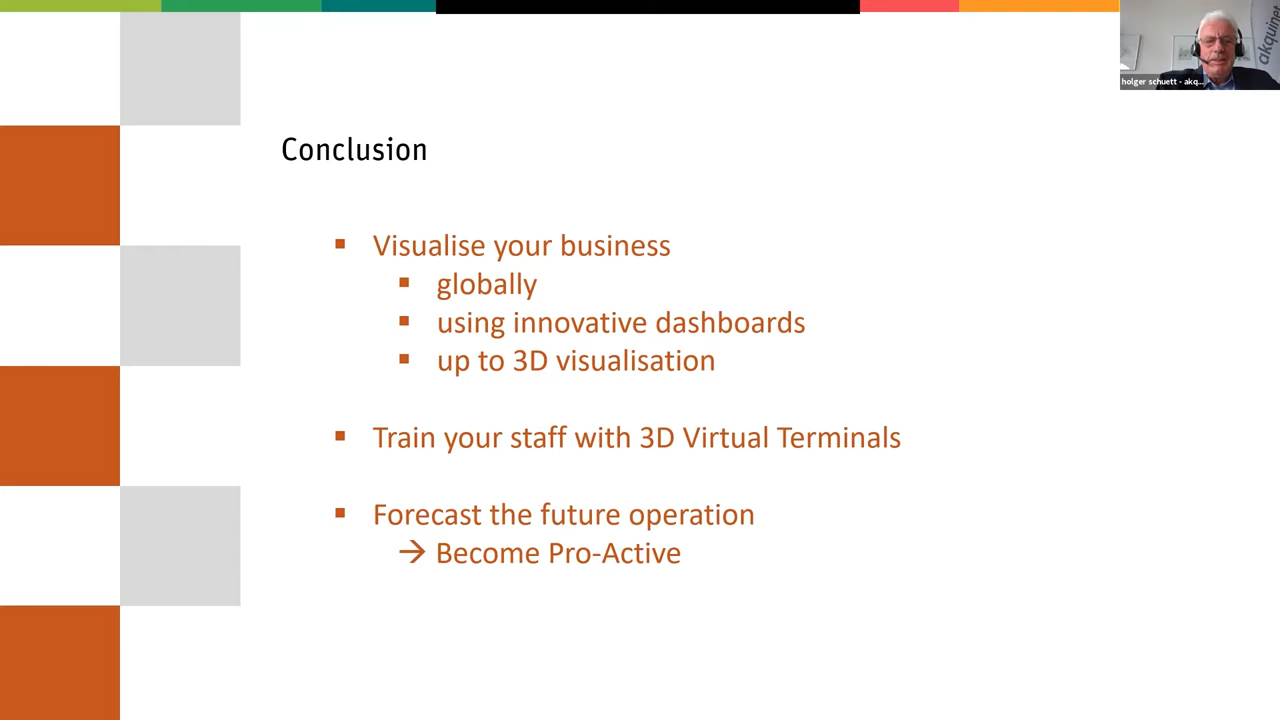 Conclusion
Visualise your business
globally
using innovative dashboards
up to 3D visualisation
Train your staff with 3D Virtual Terminals
Forecast the future operation
→ Become Pro-Active
akquinet
holger schuett - akq...